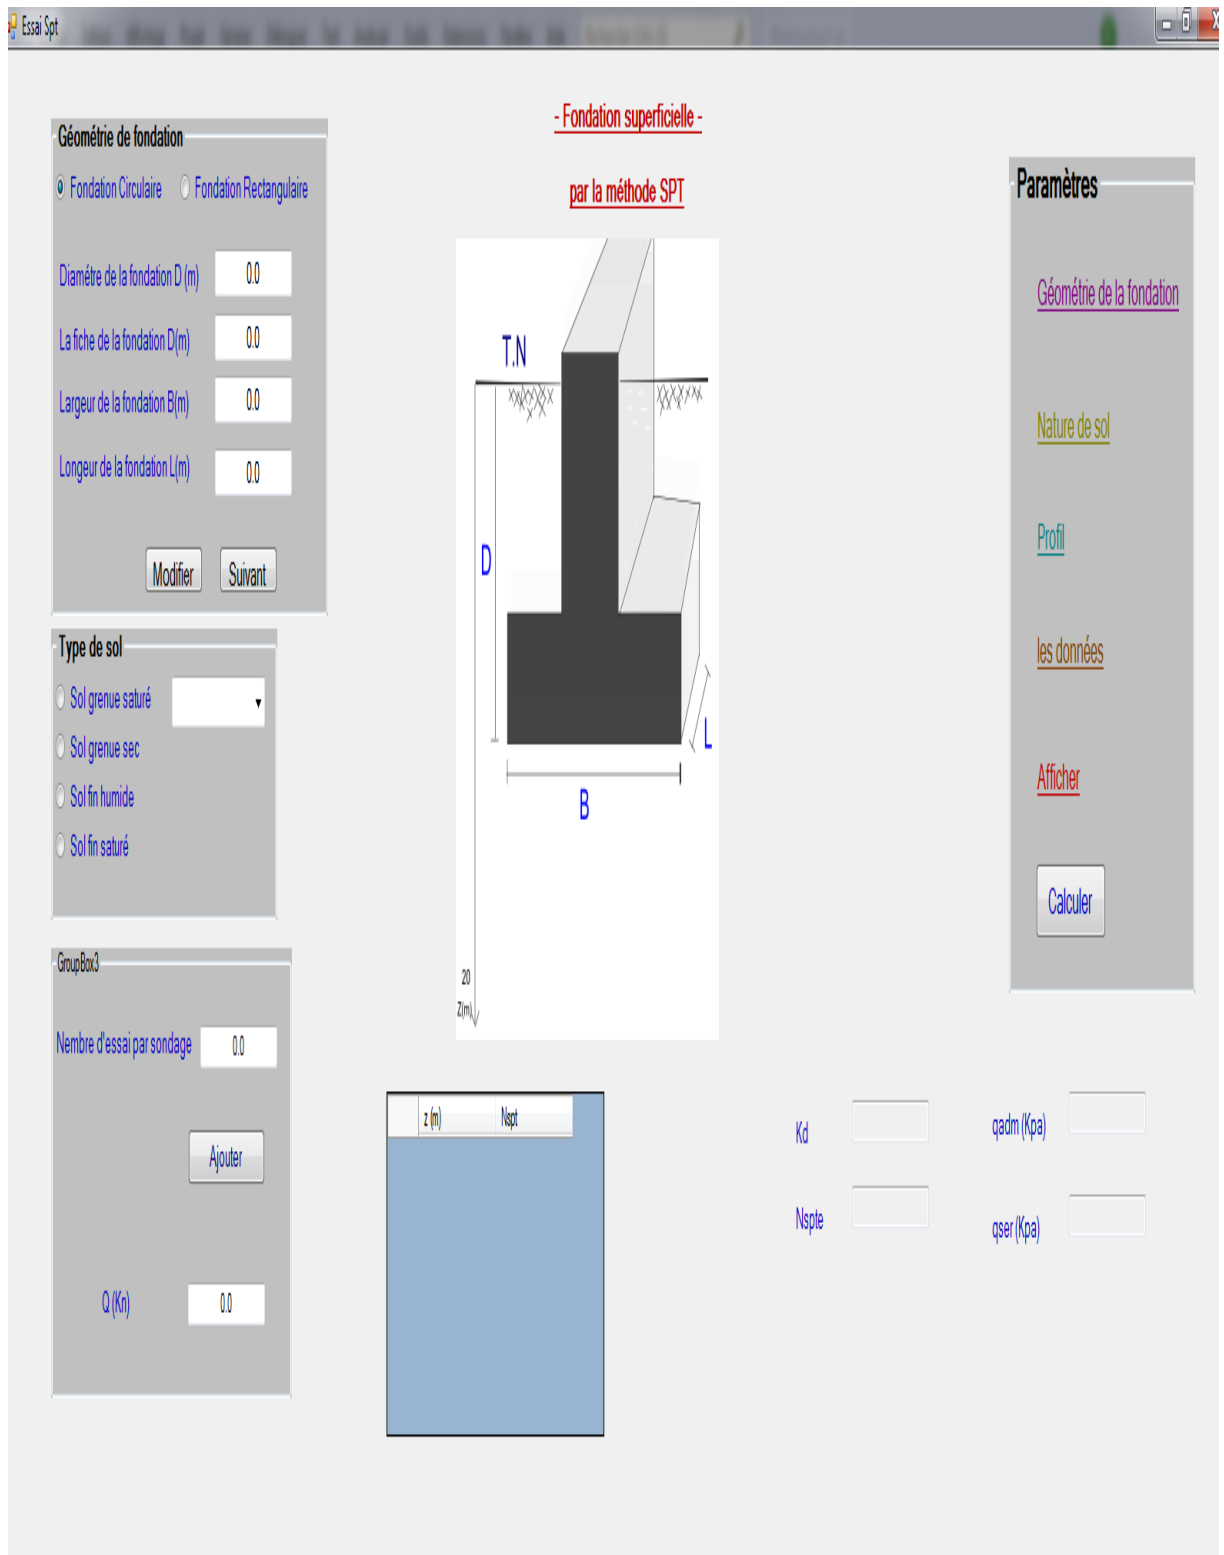 Essai Spt
- Fondation superficielle -
par la méthode SPT
Géométrie de fondation
Fondation Circulaire
Fondation Rectangulaire
Diamétre de la fondation D (m)
0.0
La fiche de la fondation D(m)
0.0
Largeur de la fondation B(m)
0.0
Longeur de la fondation L(m)
0.0
Modifier
Suivant
Type de sol
Sol grenue saturé
Sol grenue sec
Sol fin humide
Sol fin saturé
GroupBox3
Nembre d'essai par sondage
0.0
Ajouter
Q (Kn)
0.0
T.N
D
L
B
20
Z(m)
z (m)
Nspt
Paramètres
Géométrie de la fondation
Nature de sol
Profil
les données
Afficher
Calculer
Kd
qadm (Kpa)
Nspte
qser (Kpa)